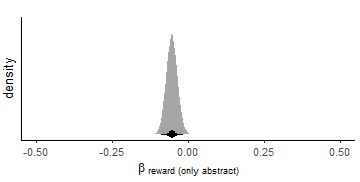 density
-0.50 -0.25 0.00 0.25 0.50
β reward (only abstract)